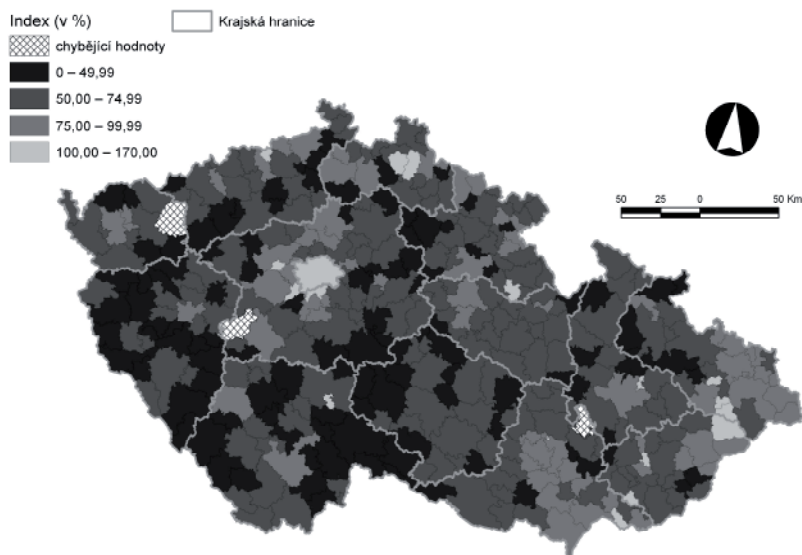 Index (v %)
Krajská hranice
chybějící hodnoty
0 – 49,99
50,00 – 74,99
75,00 – 99,99
100,00 – 170,00
50 25 0 50 Km